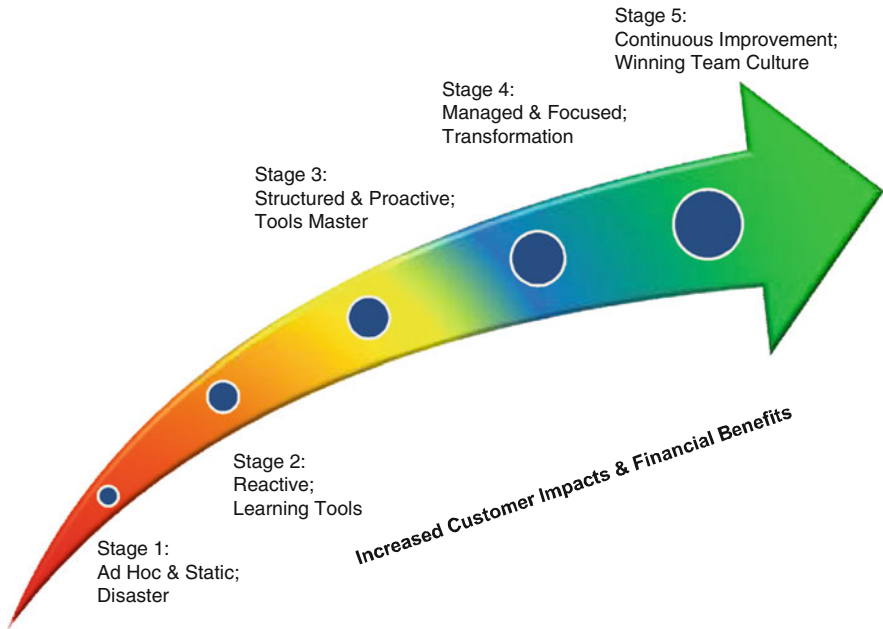 Stage 5:
Continuous Improvement;
Winning Team Culture
Stage 4:
Managed & Focused;
Transformation
Stage 3:
Structured & Proactive;
Tools Master
Stage 2:
Reactive;
Learning Tools
Stage 1:
Ad Hoc & Static;
Disaster
Increased Customer Impacts & Financial Benefits